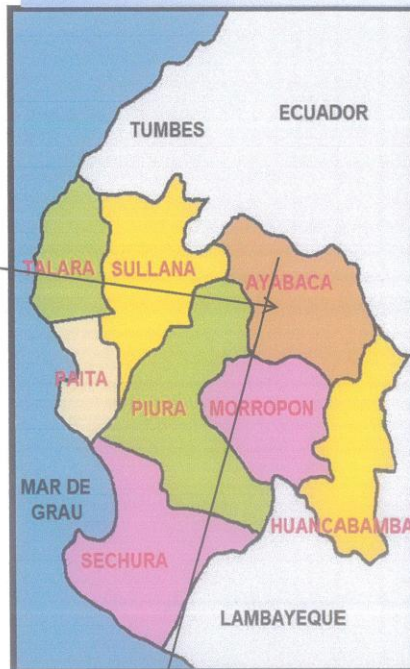 ECUADOR
TUMBES
TALARA SULLANA AYABACA
PAITA
PIURA MORROPON
MAR DE
GRAU
HUANCABAMBA
SECHURA
LAMBAYEQUE